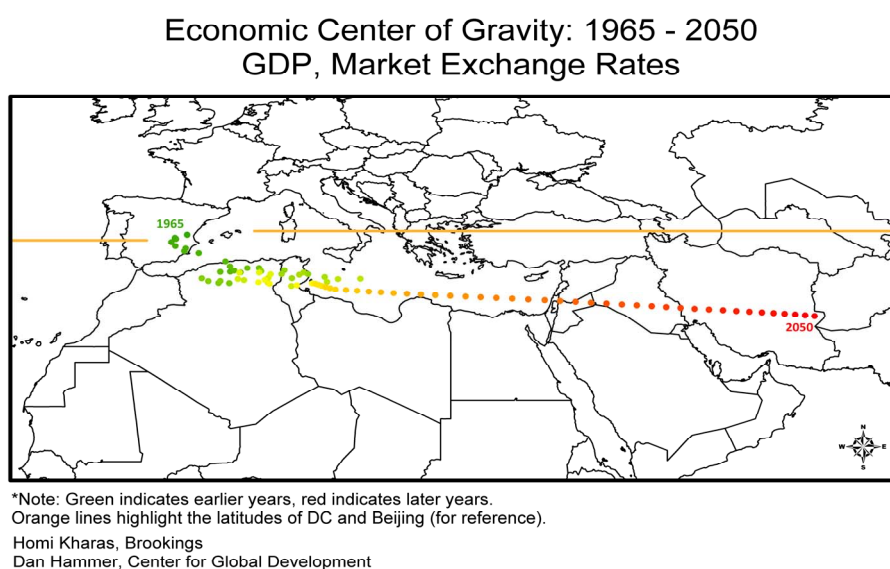 Economic Center of Gravity: 1965 - 2050
GDP, Market Exchange Rates
1965
2050
N
W E
S
*Note: Green indicates earlier years, red indicates later years.
Orange lines highlight the latitudes of DC and Beijing (for reference).
Homi Kharas, Brookings
Dan Hammer, Center for Global Development